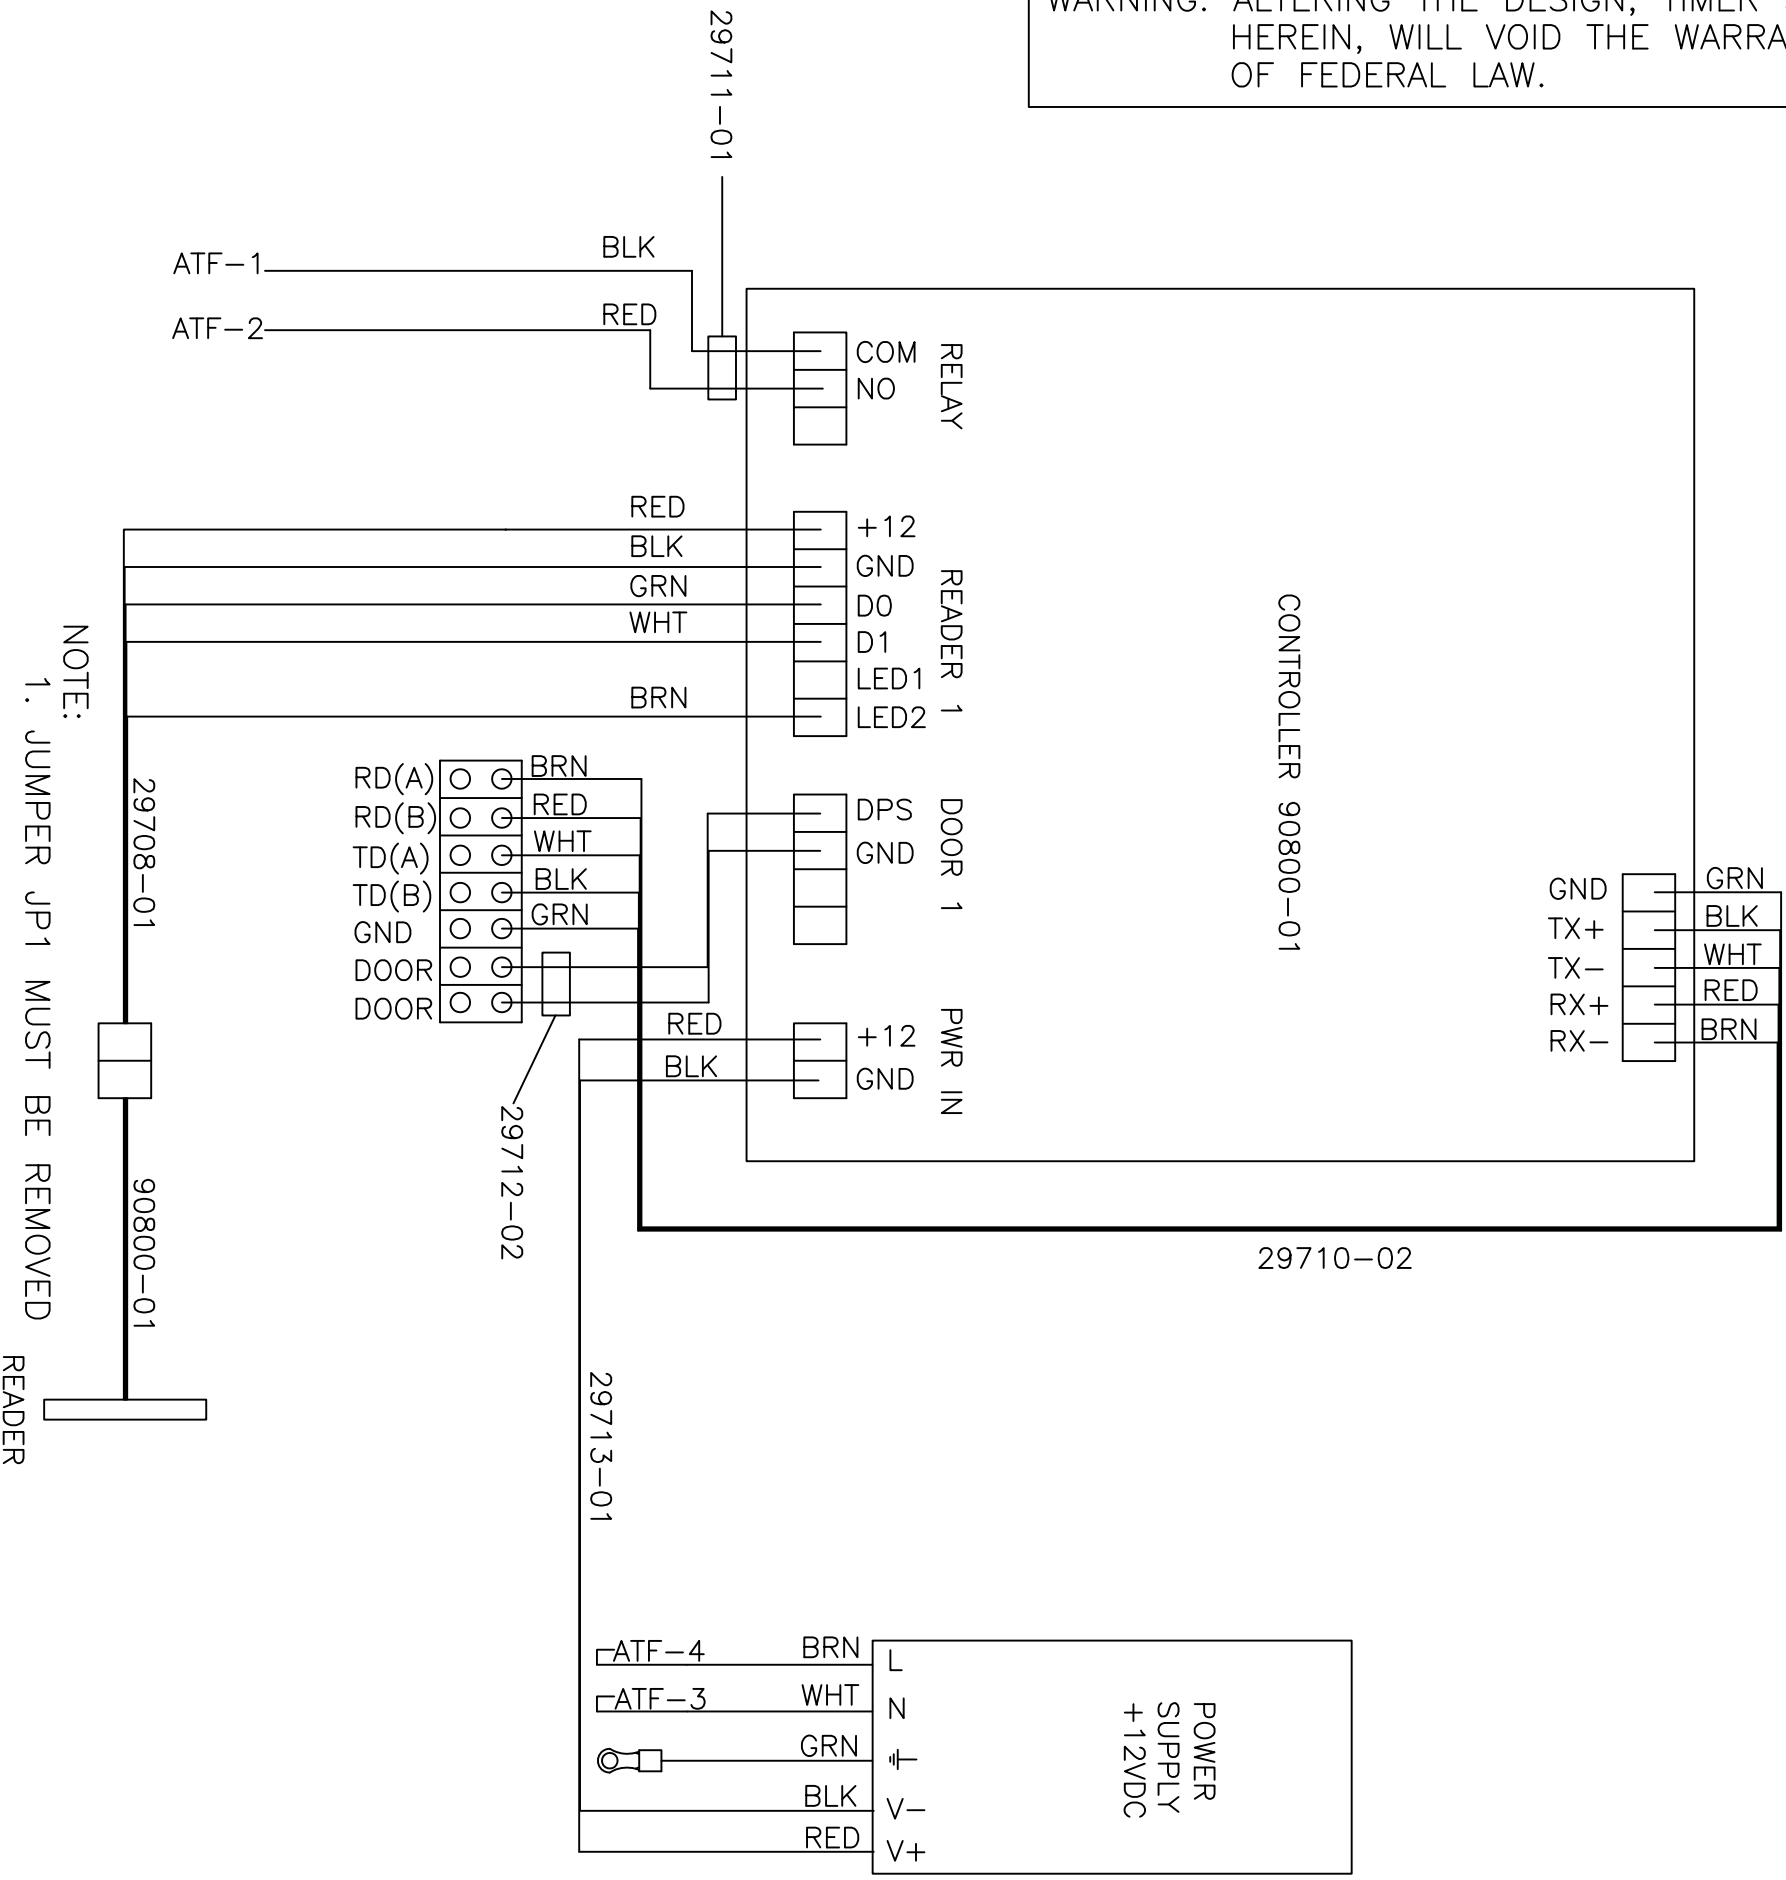 WARNING: ALTERING THE DESIGN, TIMER
HEREIN, WILL VOID THE WARRA
OF FEDERAL LAW.
29711-01
ATF-1
BLK
ATF-2
RED
COM
NO
RELAY
RED
BLK
GRN
WHT
BRN
+12
GND
D0
D1
LED1
LED2
READER 1
CONTROLLER 90800-01
NOTE:
1. JUMPER JP1 MUST BE REMOVED
29708-01
90800-01
READER
RD(A)
RD(B)
TD(A)
TD(B)
GND
DOOR
DOOR
BRN
RED
WHT
BLK
GRN
DPS
GND
DOOR 1
29712-02
RED
BLK
+12
GND
PWR IN
GND
TX+
TX-
RX+
RX-
GRN
BLK
WHT
RED
BRN
29710-02
29713-01
ATF-4
ATF-3
BRN
WHT
GRN
BLK
RED
L
N
V-
V+
POWER
SUPPLY
+12VDC